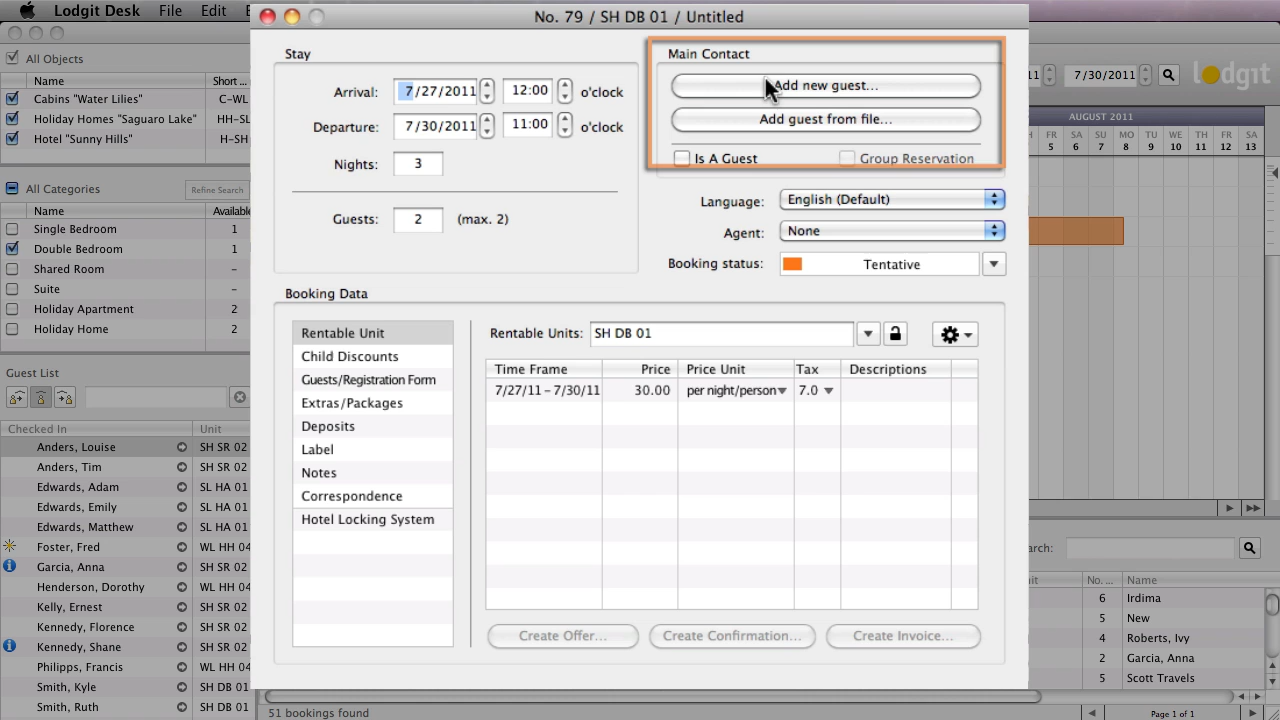 Lodgit Desk File Edit
No. 79 / SH DB 01 / Untitled
All Objects
Name Short ...
Cabins "Water Lilies" C-WL
Holiday Homes "Saguaro Lake" HH-SL
Hotel "Sunny Hills" H-SH
All Categories Refine Search
Name Available
Single Bedroom 1
Double Bedroom 1
Shared Room –
Suite –
Holiday Apartment 2
Holiday Home 2
Guest List
Checked In Unit
Anders, Louise SH SR 02
Anders, Tim SH SR 02
Edwards, Adam SL HA 01
Edwards, Emily SL HA 01
Edwards, Matthew SL HA 01
Foster, Fred WL HH 04
Garcia, Anna SH SR 02
Henderson, Dorothy WL HH 04
Kelly, Ernest SH SR 02
Kennedy, Florence SH SR 02
Kennedy, Shane SH SR 02
Philipps, Francis WL HH 04
Smith, Kyle SH DB 01
Smith, Ruth SH DB 01
Stay
Arrival: 7/27/2011 12:00 o'clock
Departure: 7/30/2011 11:00 o'clock
Nights: 3
Guests: 2 (max. 2)
Main Contact
Add new guest...
Add guest from file...
Is A Guest Group Reservation
Language: English (Default)
Agent: None
Booking status: Tentative
Booking Data
Rentable Unit
Child Discounts
Guests/Registration Form
Extras/Packages
Deposits
Label
Notes
Correspondence
Hotel Locking System
Rentable Units: SH DB 01
Time Frame Price Price Unit Tax Descriptions
7/27/11 – 7/30/11 30.00 per night/person 7.0
Create Offer... Create Confirmation... Create Invoice...
7/30/2011 lodgit
AUGUST 2011
FR SA SU MO TU WE TH FR SA
5 6 7 8 9 10 11 12 13
No. ... Name
6 Irdima
5 New
4 Roberts, Ivy
2 Garcia, Anna
5 Scott Travels
51 bookings found
Page 1 of 1